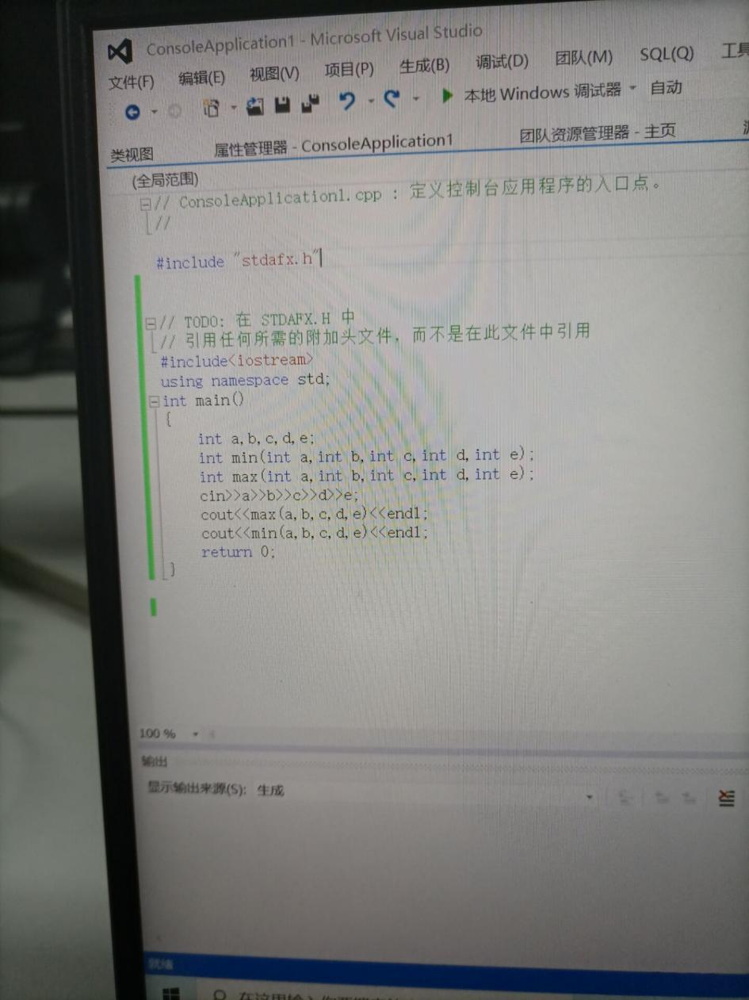 ConsoleApplication1 - Microsoft Visual Studio
文件(F) 编辑(E) 视图(V) 项目(P) 生成(B) 调试(D) 团队(M) SQL(Q) 工具
本地 Windows 调试器 自动
类视图 属性管理器 - ConsoleApplication1 团队资源管理器 - 主页
(全局范围)
// ConsoleApplication1.cpp : 定义控制台应用程序的入口点。
//
#include "stdafx.h"
// TODO: 在 STDAFX.H 中
// 引用任何所需的附加头文件，而不是在此文件中引用
#include<iostream>
using namespace std;
int main()
{
int a,b,c,d,e;
int min(int a,int b,int c,int d,int e);
int max(int a,int b,int c,int d,int e);
cin>>a>>b>>c>>d>>e;
cout<<max(a,b,c,d,e)<<endl;
cout<<min(a,b,c,d,e)<<endl;
return 0;
}
100 %
输出
显示输出来源(S): 生成
就绪